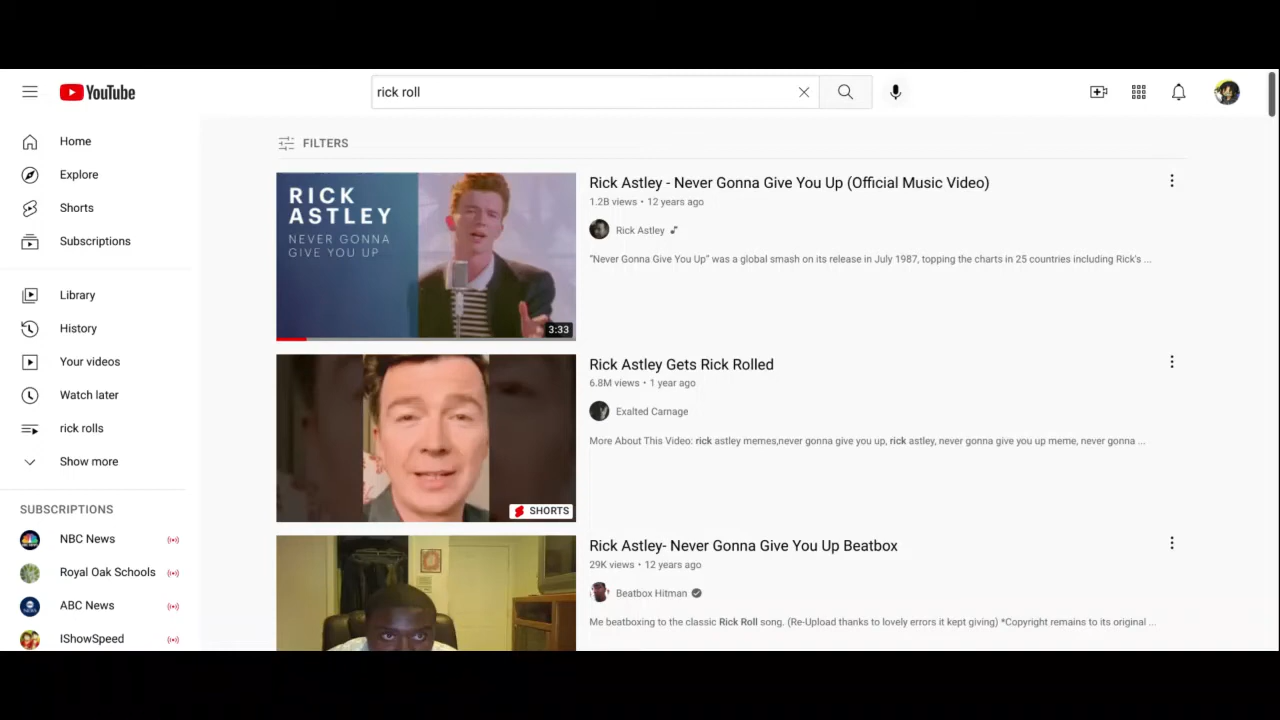 YouTube
rick roll
Home
Explore
Shorts
Subscriptions
Library
History
Your videos
Watch later
rick rolls
Show more
SUBSCRIPTIONS
NBC News
Royal Oak Schools
ABC News
IShowSpeed
FILTERS
RICK
ASTLEY
NEVER GONNA
GIVE YOU UP
3:33
Rick Astley - Never Gonna Give You Up (Official Music Video)
1.2B views • 12 years ago
Rick Astley
“Never Gonna Give You Up” was a global smash on its release in July 1987, topping the charts in 25 countries including Rick's ...
SHORTS
Rick Astley Gets Rick Rolled
6.8M views • 1 year ago
Exalted Carnage
More About This Video: rick astley memes,never gonna give you up, rick astley, never gonna give you up meme, never gonna ...
Rick Astley- Never Gonna Give You Up Beatbox
29K views • 12 years ago
Beatbox Hitman
Me beatboxing to the classic Rick Roll song. (Re-Upload thanks to lovely errors it kept giving) *Copyright remains to its original ...